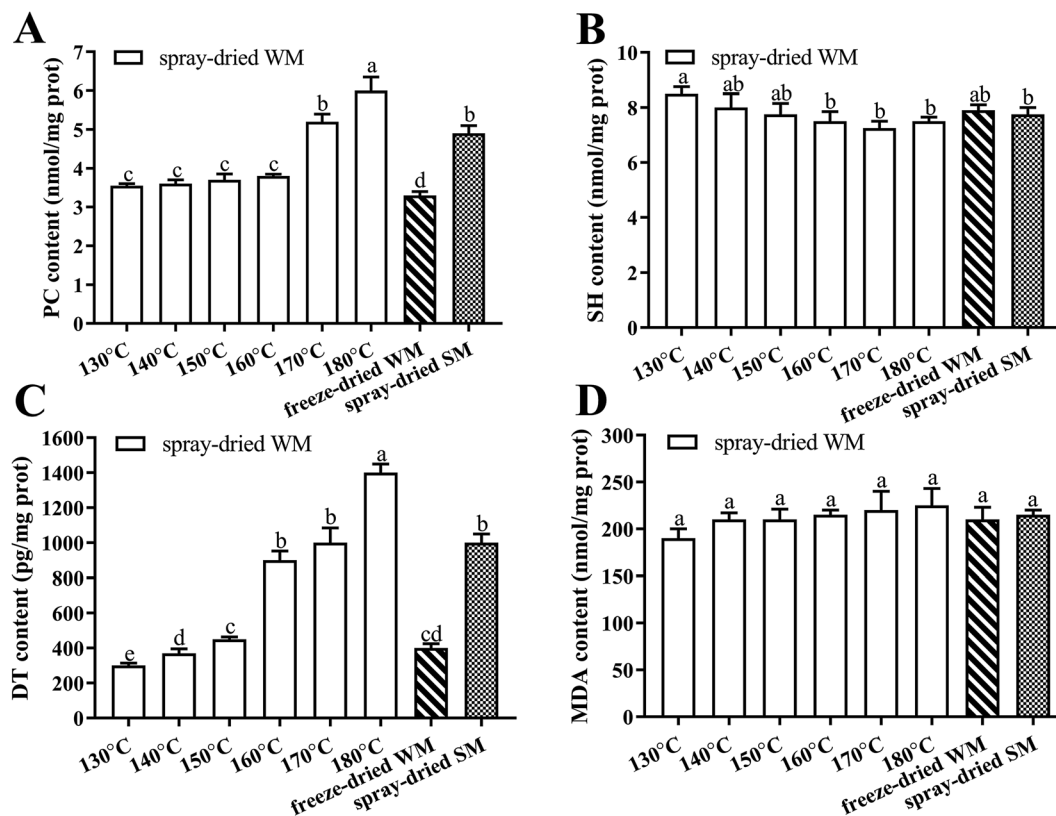 A
PC content (nmol/mg prot)
7
6
5
4
3
2
1
0
spray-dried WM
c
c
c
c
b
a
d
b
130°C
140°C
150°C
160°C
170°C
180°C
freeze-dried WM
spray-dried SM
B
SH content (nmol/mg prot)
10
8
6
4
2
0
spray-dried WM
a
ab
ab
b
b
b
ab
b
130°C
140°C
150°C
160°C
170°C
180°C
freeze-dried WM
spray-dried SM
C
DT content (pg/mg prot)
1600
1400
1200
1000
800
600
400
200
0
spray-dried WM
e
d
c
b
b
a
cd
b
130°C
140°C
150°C
160°C
170°C
180°C
freeze-dried WM
spray-dried SM
D
MDA content (nmol/mg prot)
300
250
200
150
100
50
0
spray-dried WM
a
a
a
a
a
a
a
a
130°C
140°C
150°C
160°C
170°C
180°C
freeze-dried WM
spray-dried SM